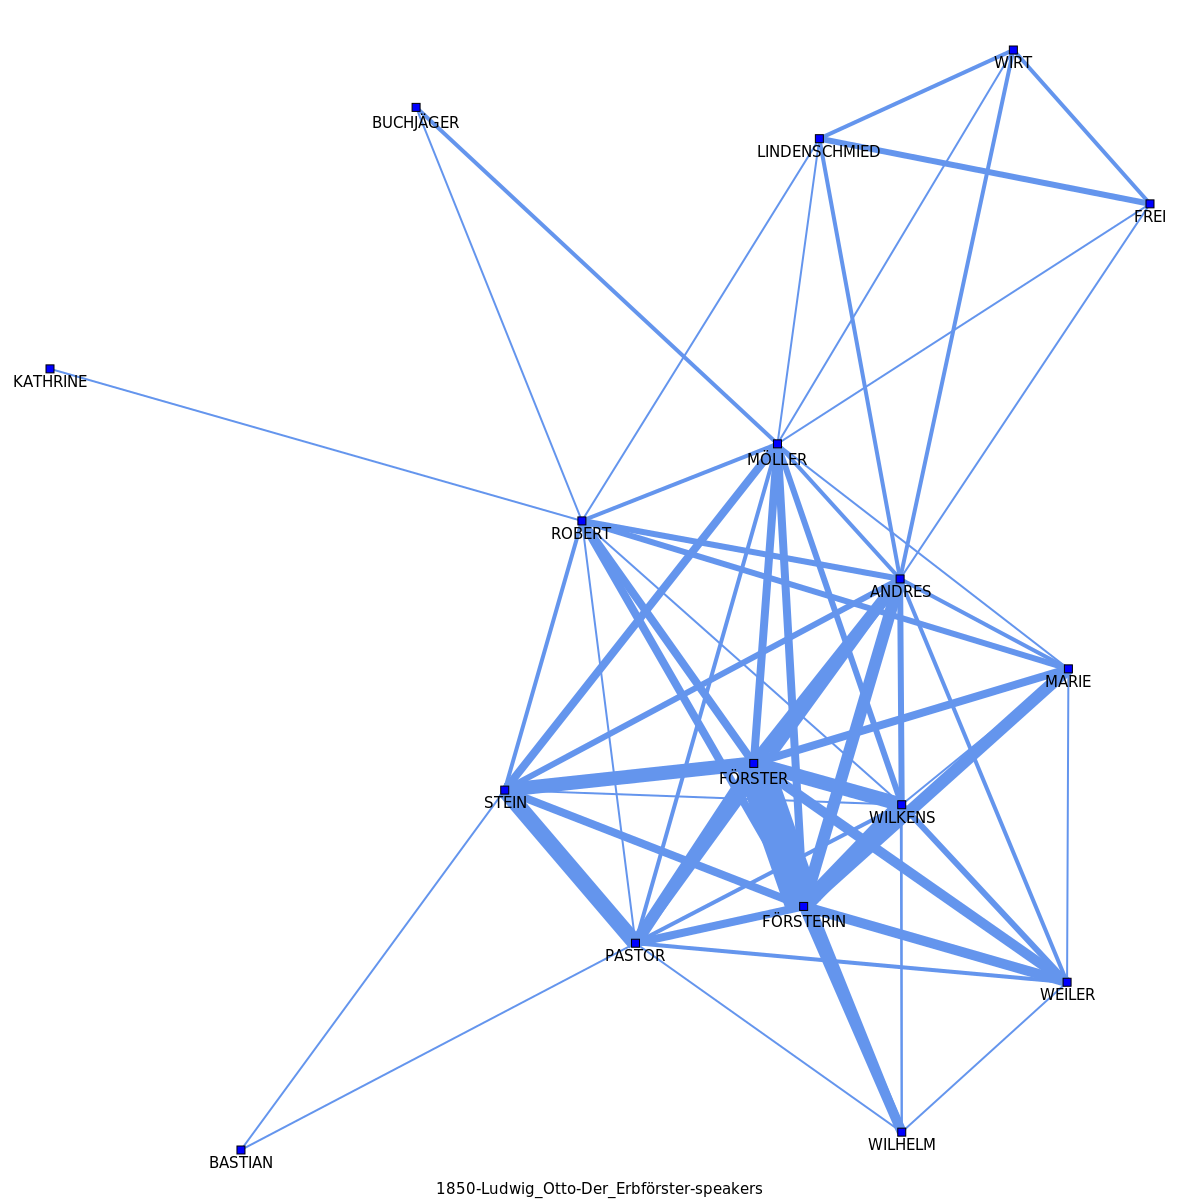 WIRT
BUCHJÄGER
LINDENSCHMIED
FREI
KATHRINE
MÖLLER
ROBERT
ANDRES
MARIE
FÖRSTER
STEIN
WILKENS
FÖRSTERIN
PASTOR
WEILER
WILHELM
BASTIAN
1850-Ludwig_Otto-Der_Erbförster-speakers